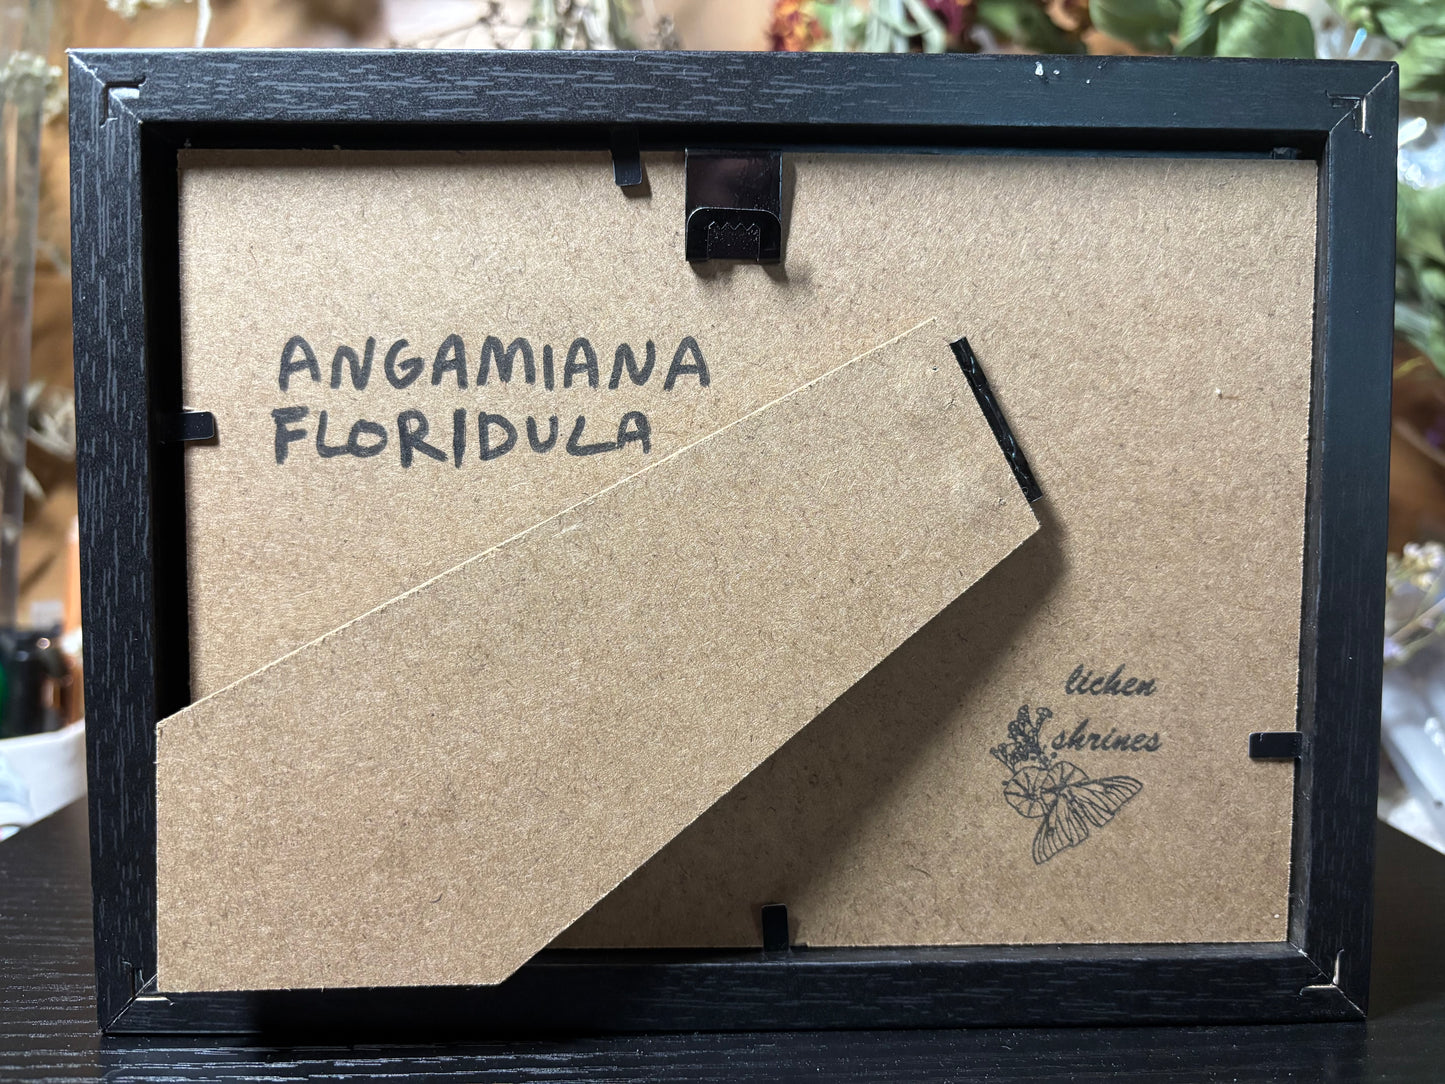 ANGAMIANA
FLORIDULA
lichen
shrines